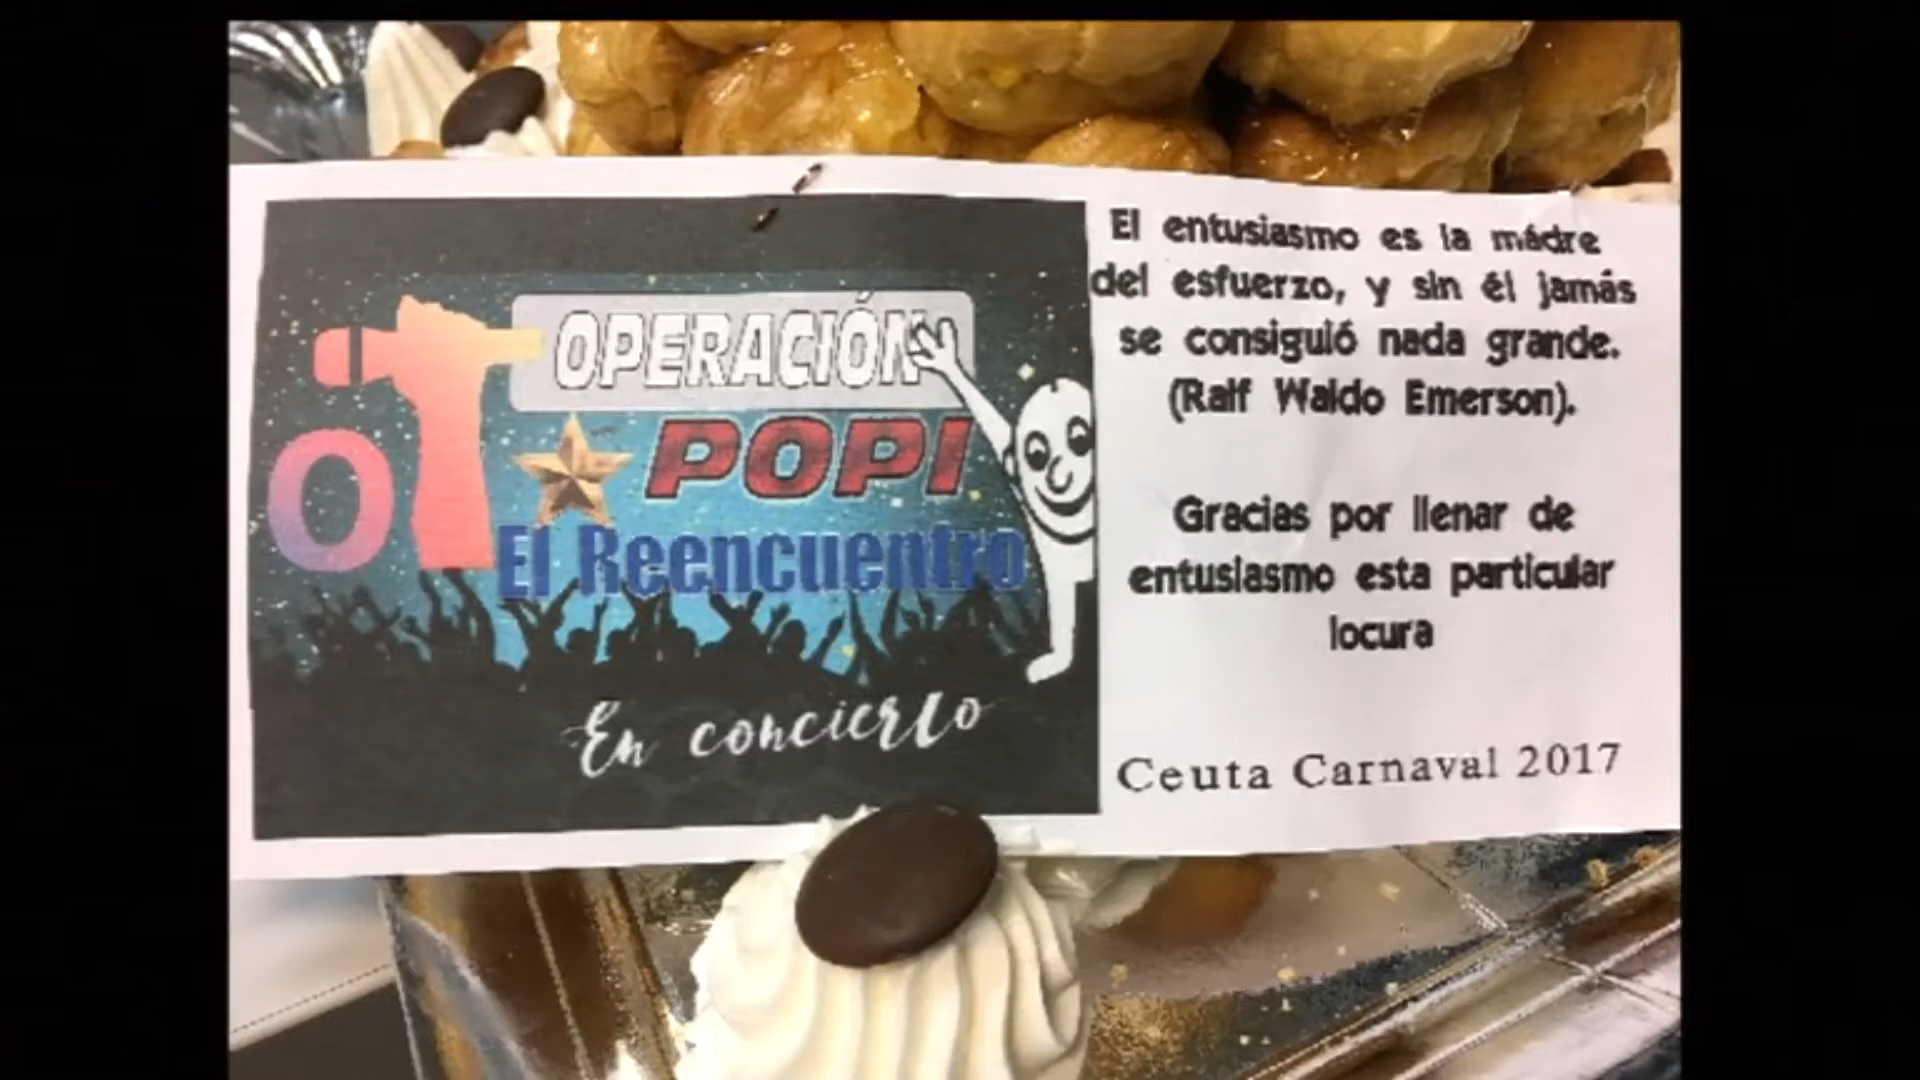 OT
OPERACIÓN
POPI
El Reencuentro
En concierto
El entusiasmo es la mádre
del esfuerzo, y sin él jamás
se consiguió nada grande.
(Ralf Waldo Emerson).
Gracias por llenar de
entusiasmo esta particular
locura
Ceuta Carnaval 2017